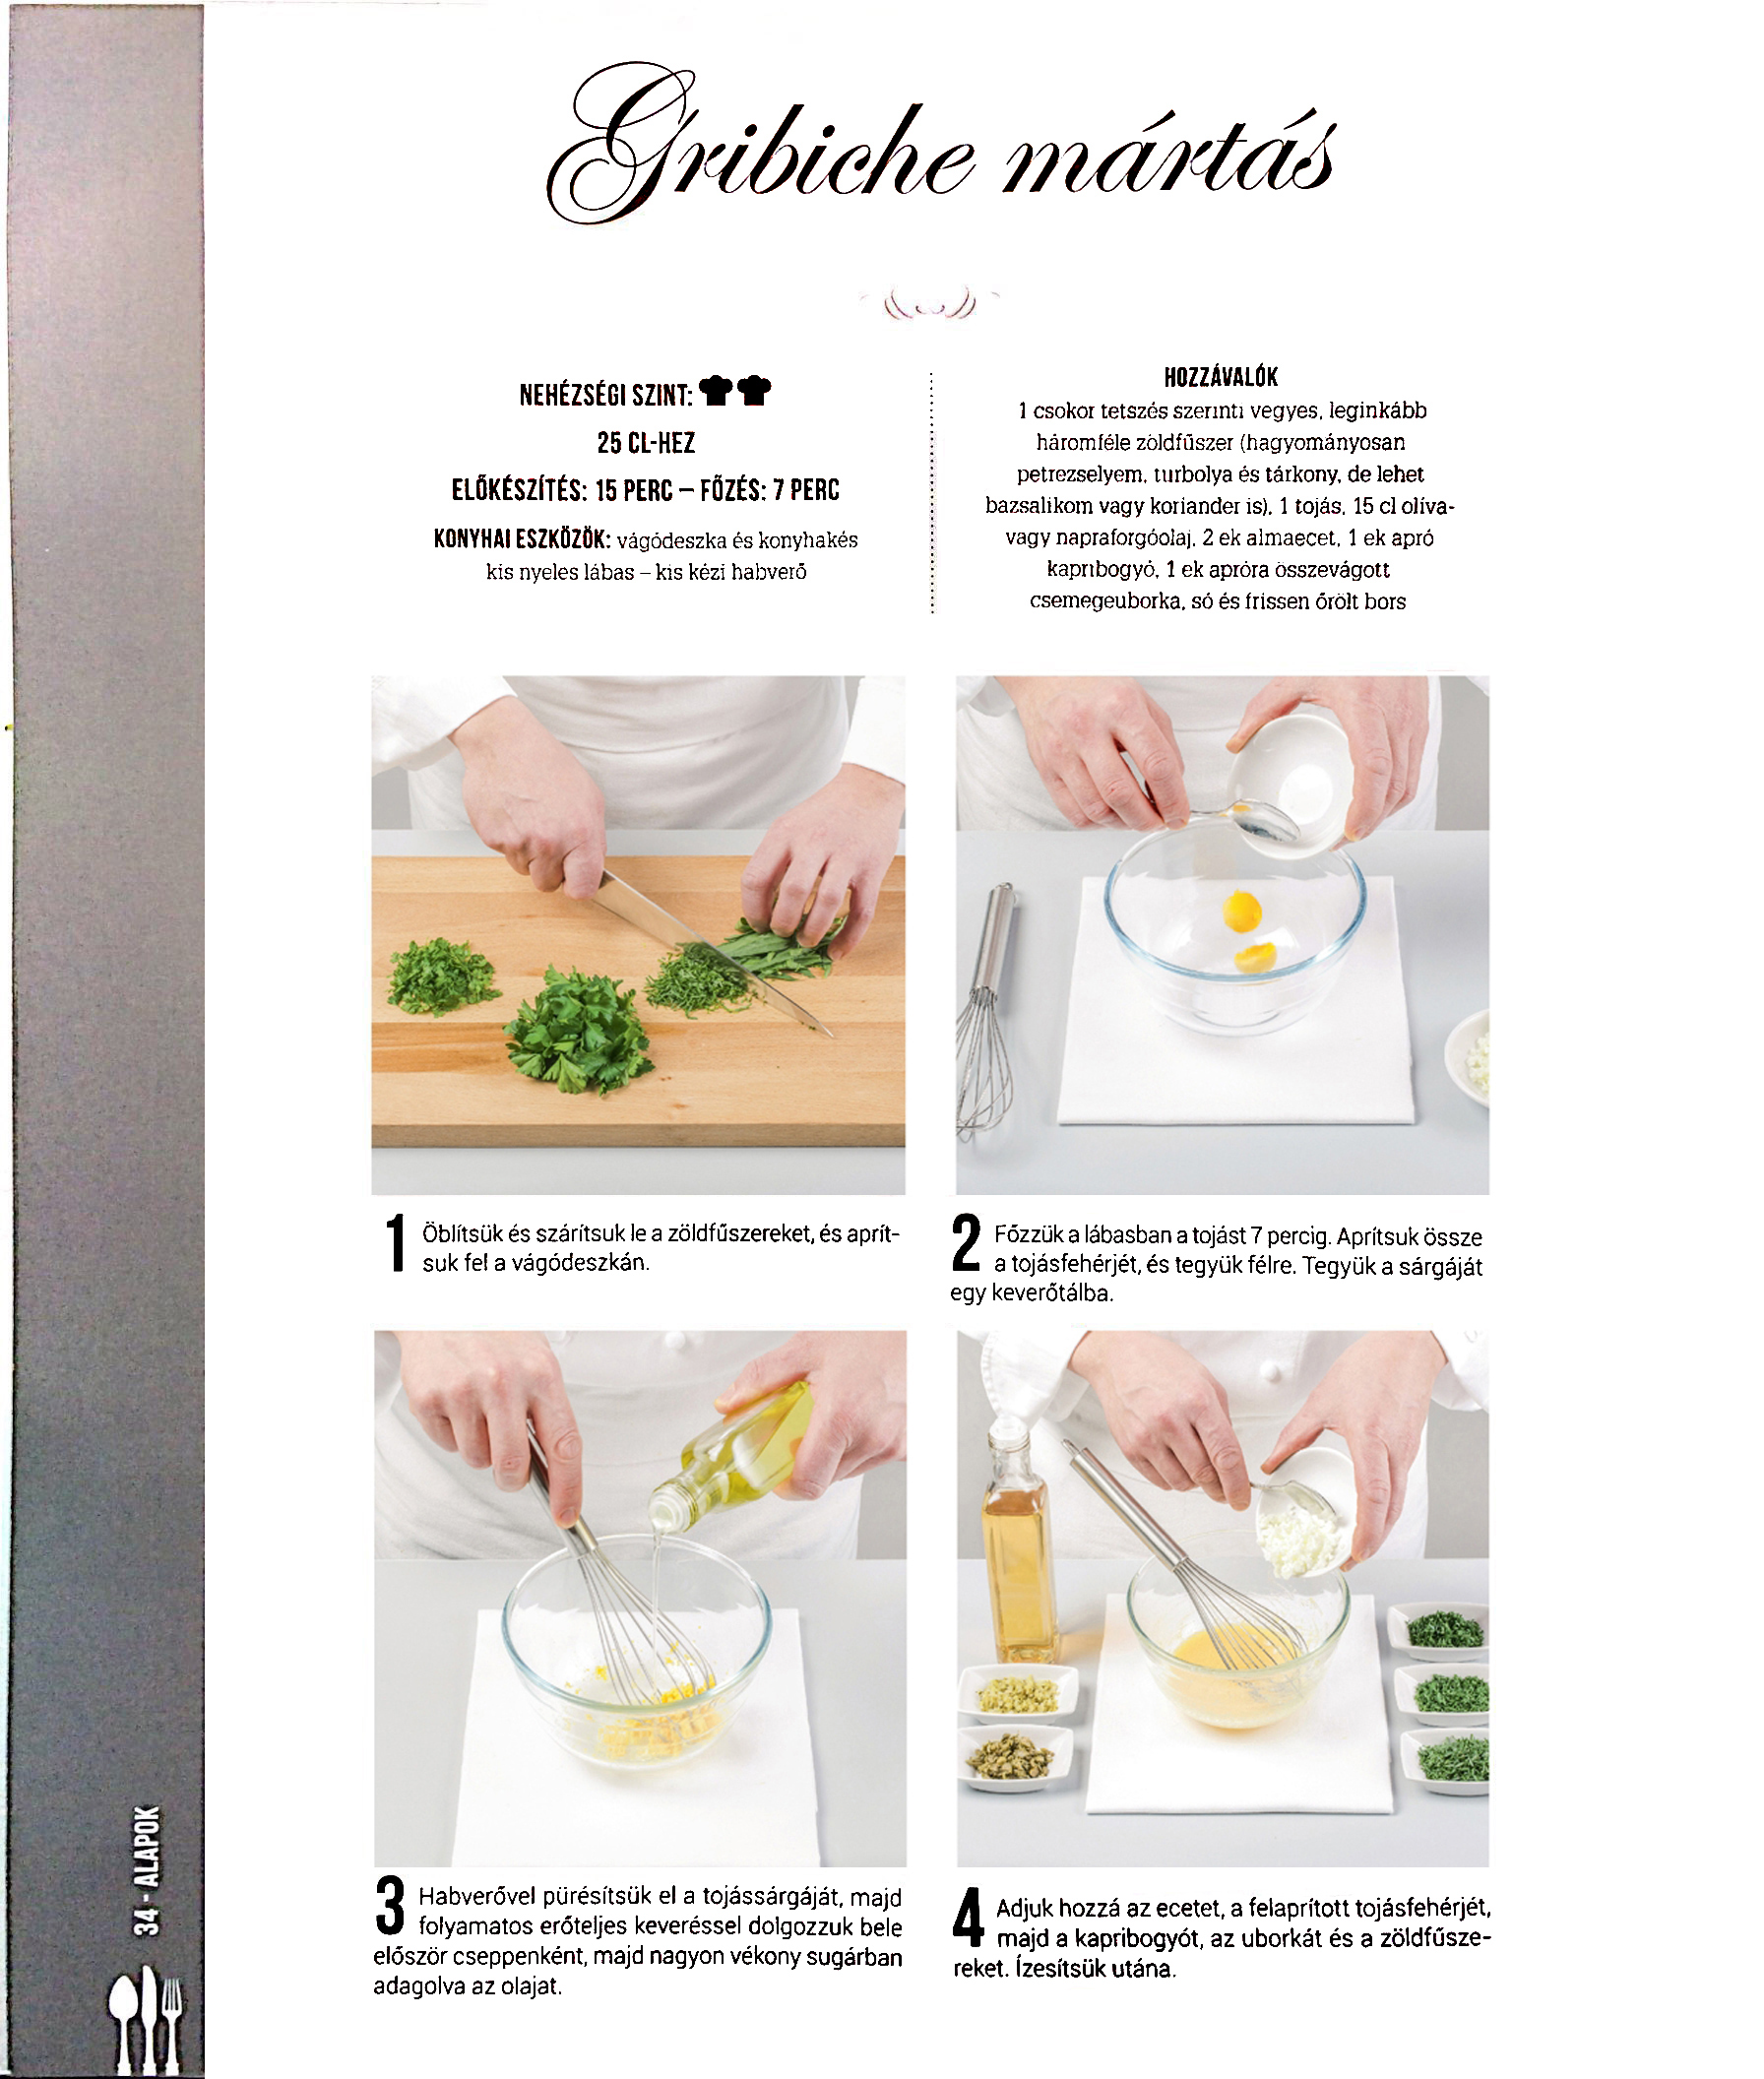 Gribiche mártás
NEHÉZSÉGI SZINT:
25 CL-HEZ
ELŐKÉSZÍTÉS: 15 PERC – FŐZÉS: 7 PERC
KONYHAI ESZKÖZÖK: vágódeszka és konyhakés
kis nyeles lábas – kis kézi habverő
HOZZÁVALÓK
1 csokor tetszés szerinti vegyes, leginkább
háromféle zöldfűszer (hagyományosan
petrezselyem, turbolya és tárkony, de lehet
bazsalikom vagy koriander is), 1 tojás, 15 cl olíva-
vagy napraforgóolaj, 2 ek almaecet, 1 ek apró
kapribogyó, 1 ek apróra összevágott
csemegeuborka, só és frissen őrölt bors
1 Öblítsük és szárítsuk le a zöldfűszereket, és aprít-
suk fel a vágódeszkán.
2 Főzzük a lábasban a tojást 7 percig. Aprítsuk össze
a tojásfehérjét, és tegyük félre. Tegyük a sárgáját
egy keverőtálba.
3 Habverővel pürésítsük el a tojássárgáját, majd
folyamatos erőteljes keveréssel dolgozzuk bele
először cseppenként, majd nagyon vékony sugárban
adagolva az olajat.
4 Adjuk hozzá az ecetet, a felaprított tojásfehérjét,
majd a kapribogyót, az uborkát és a zöldfűsze-
reket. Ízesítsük utána.
34 - ALAPOK